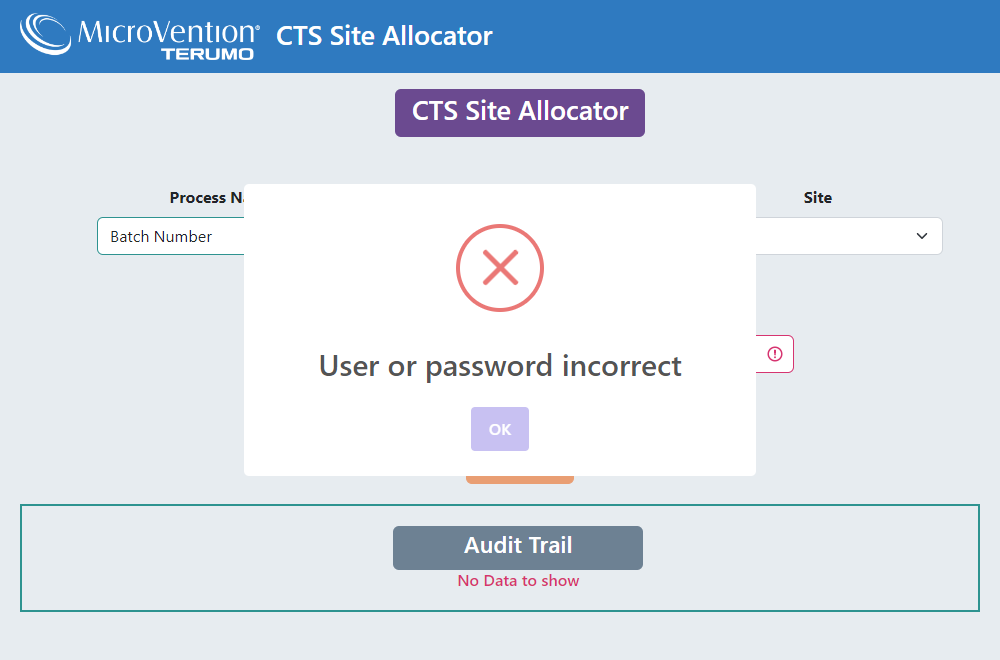 MicroVention®
TERUMO
CTS Site Allocator
CTS Site Allocator
Process Na
Site
Batch Number
User or password incorrect
OK
Audit Trail
No Data to show